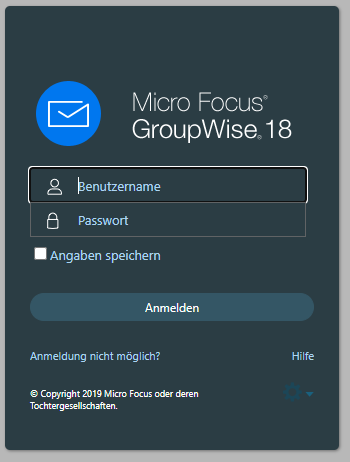 Micro Focus®
GroupWise® 18
Benutzername
Passwort
Angaben speichern
Anmelden
Anmeldung nicht möglich? Hilfe
© Copyright 2019 Micro Focus oder deren
Tochtergesellschaften.